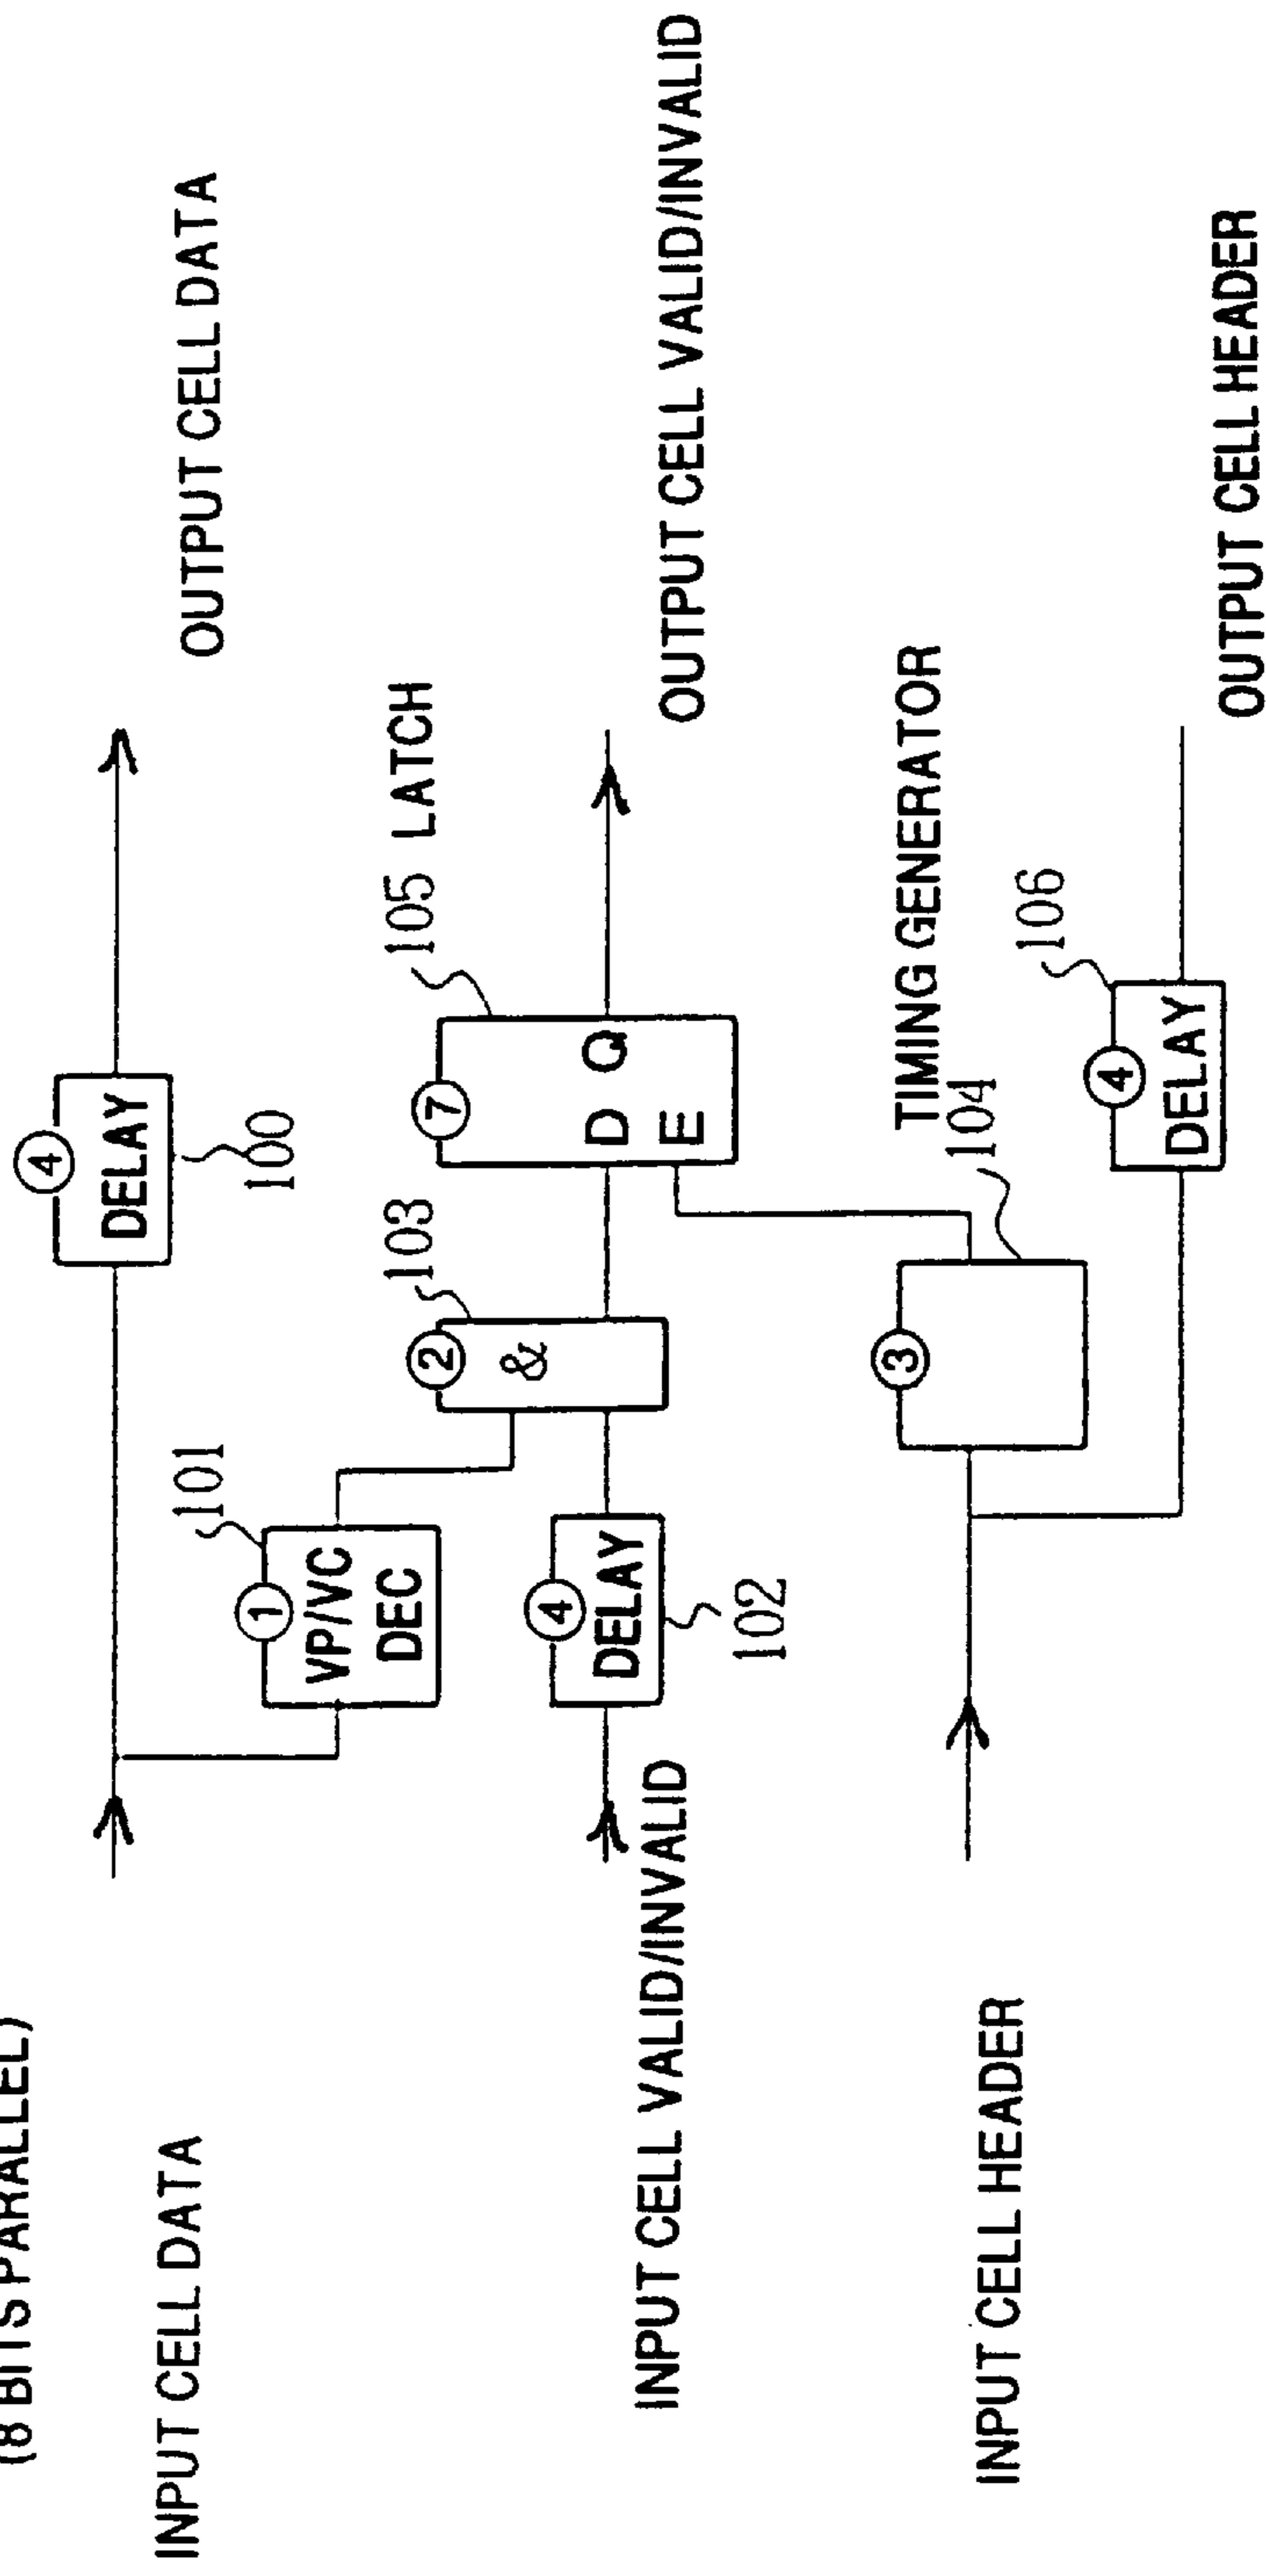 (8 BITS PARALLEL)
INPUT CELL DATA
4
DELAY
100
OUTPUT CELL DATA
1
VP/VC
DEC
101
2
&
103
7
D Q
E
105 LATCH
INPUT CELL VALID/INVALID
4
DELAY
102
OUTPUT CELL VALID/INVALID
INPUT CELL HEADER
3
104
TIMING GENERATOR
4
DELAY
106
OUTPUT CELL HEADER